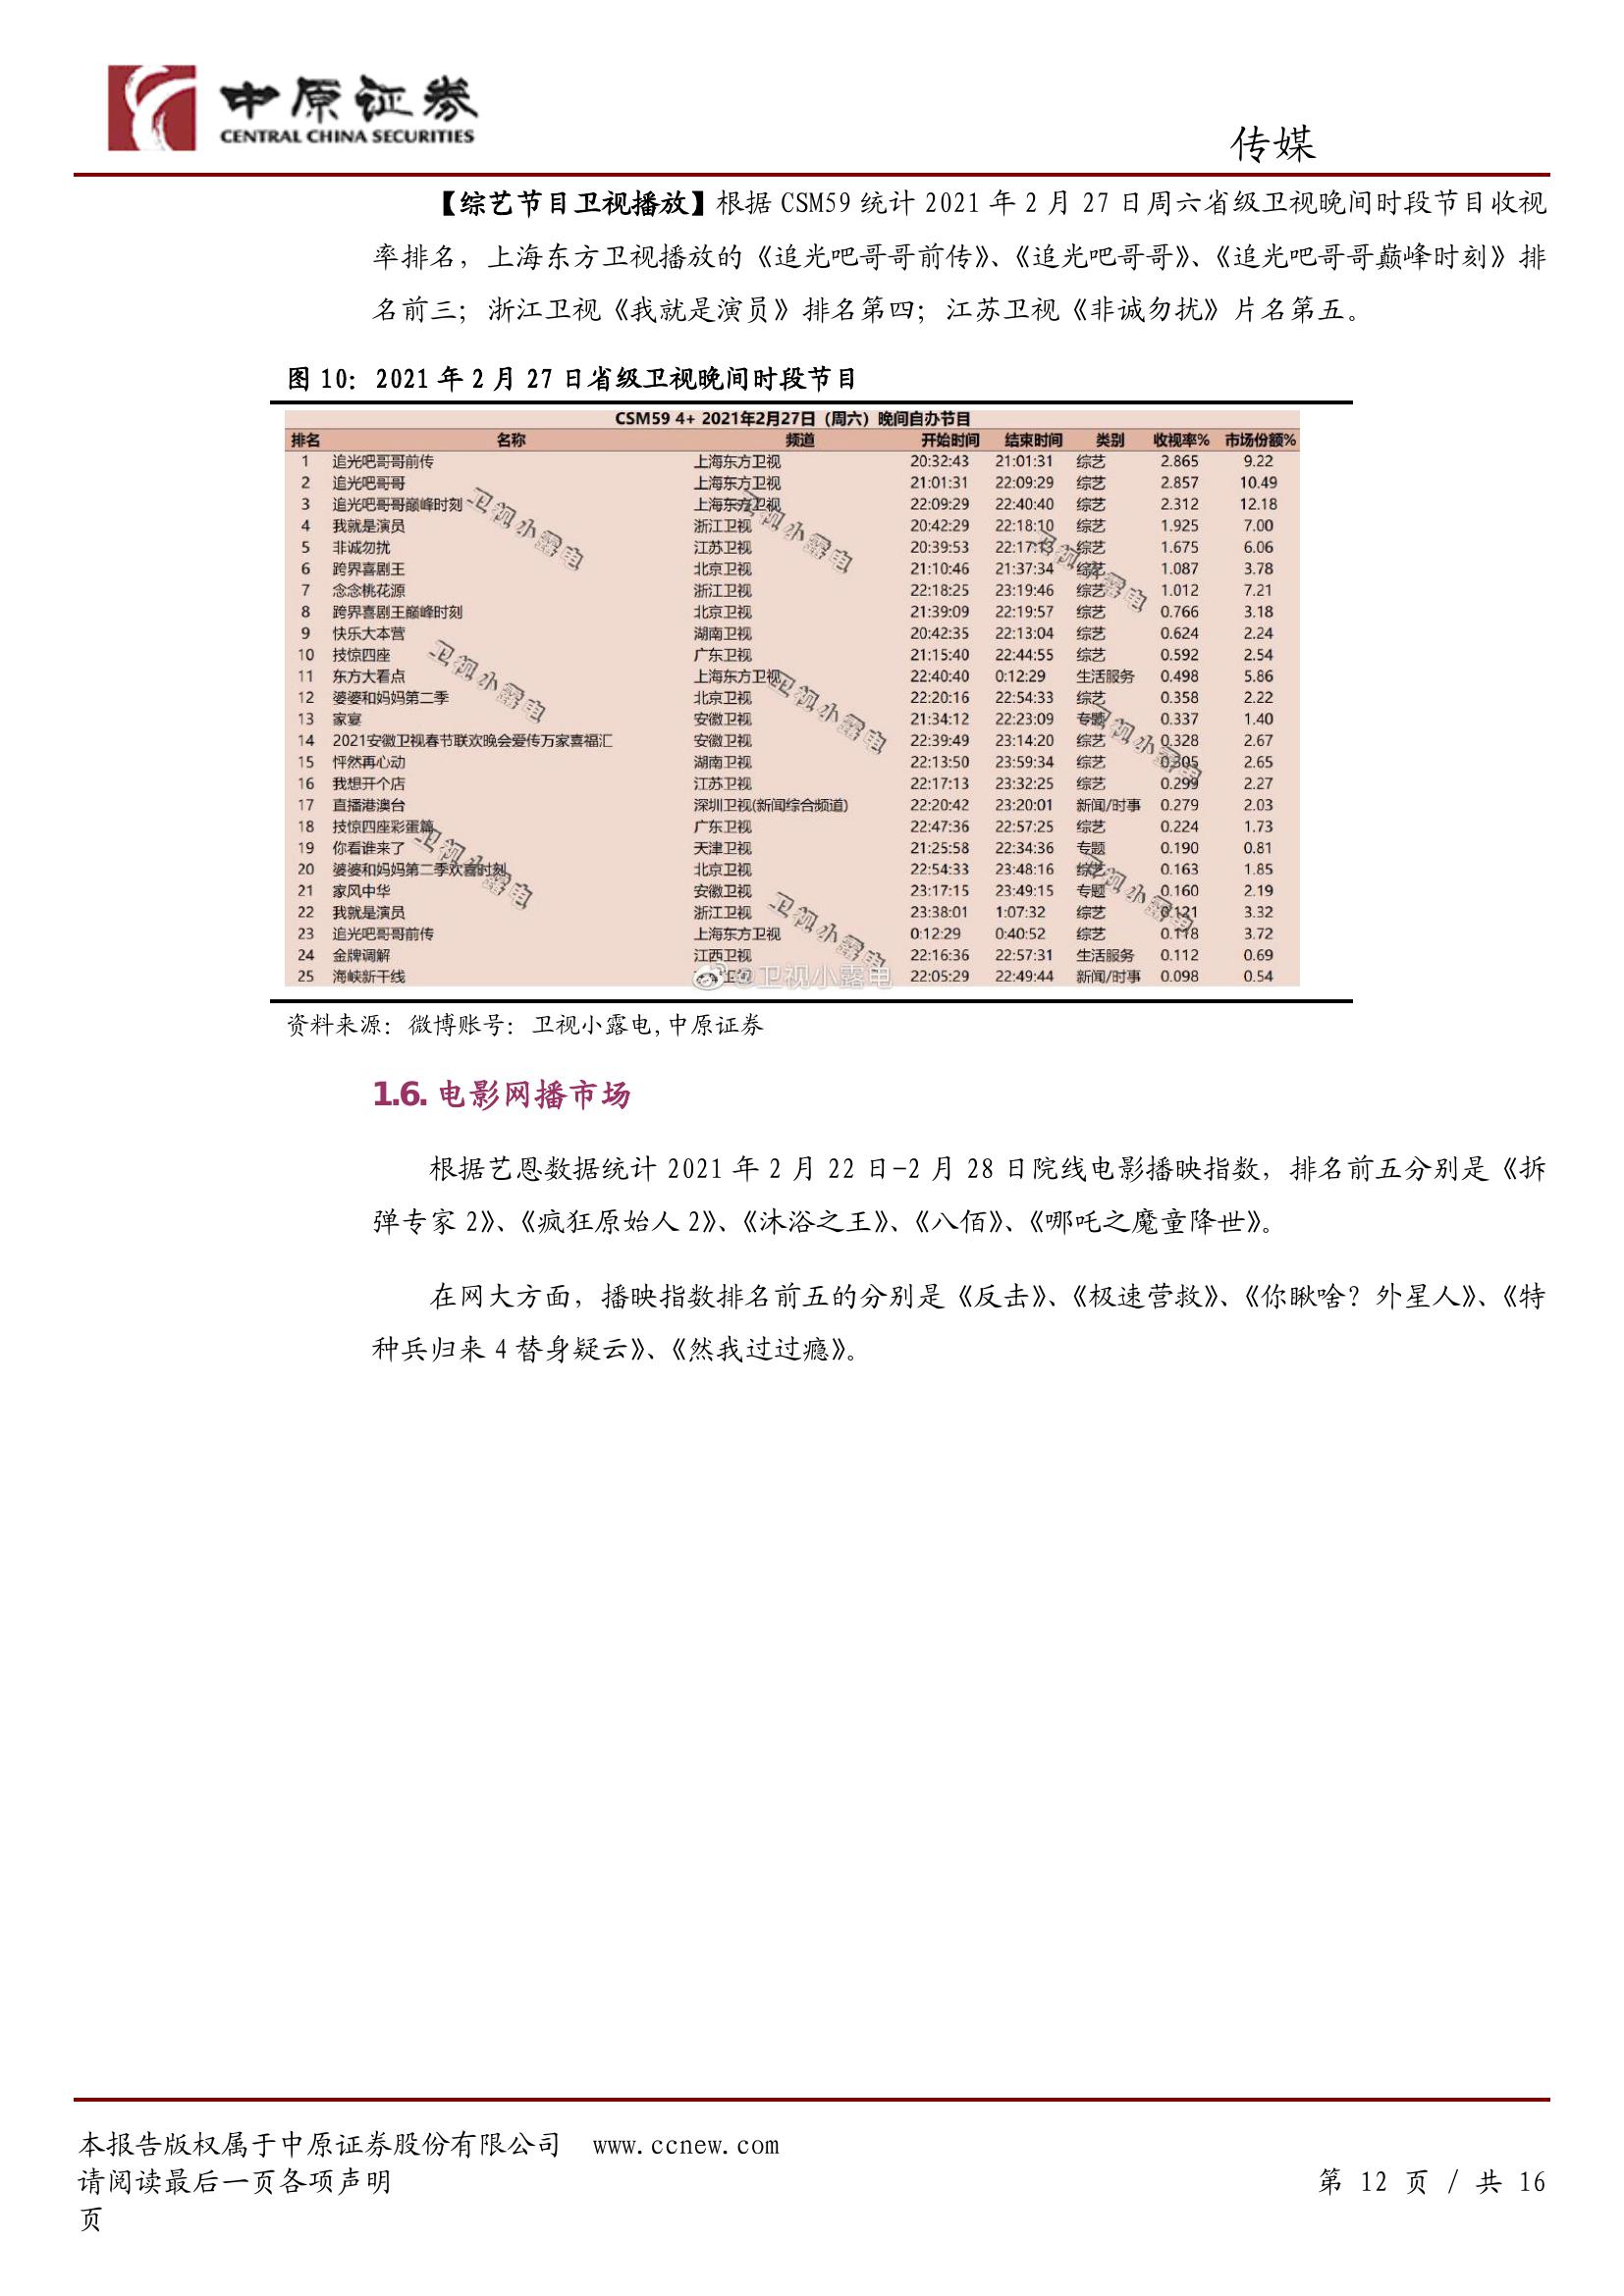 中原证券
CENTRAL CHINA SECURITIES
传媒
【综艺节目卫视播放】根据 CSM59 统计 2021 年 2 月 27 日周六省级卫视晚间时段节目收视
率排名，上海东方卫视播放的《追光吧哥哥前传》、《追光吧哥哥》、《追光吧哥哥巅峰时刻》排
名前三；浙江卫视《我就是演员》排名第四；江苏卫视《非诚勿扰》片名第五。
图 10：2021 年 2 月 27 日省级卫视晚间时段节目
CSM59 4+ 2021年2月27日（周六）晚间自办节目
排名 名称 频道 开始时间 结束时间 类别 收视率% 市场份额%
1 追光吧哥哥前传 上海东方卫视 20:32:43 21:01:31 综艺 2.865 9.22
2 追光吧哥哥 上海东方卫视 21:01:31 22:09:29 综艺 2.857 10.49
3 追光吧哥哥巅峰时刻 上海东方卫视 22:09:29 22:40:40 综艺 2.312 12.18
4 我就是演员 浙江卫视 20:42:29 22:18:10 综艺 1.925 7.00
5 非诚勿扰 江苏卫视 20:39:53 22:17:13 综艺 1.675 6.06
6 跨界喜剧王 北京卫视 21:10:46 21:37:34 综艺 1.087 3.78
7 念念桃花源 浙江卫视 22:18:25 23:19:46 综艺 1.012 7.21
8 跨界喜剧王巅峰时刻 北京卫视 21:39:09 22:19:57 综艺 0.766 3.18
9 快乐大本营 湖南卫视 20:42:35 22:13:04 综艺 0.624 2.24
10 技惊四座 广东卫视 21:15:40 22:44:55 综艺 0.592 2.54
11 东方大看点 上海东方卫视 22:40:40 0:12:29 生活服务 0.498 5.86
12 婆婆和妈妈第二季 北京卫视 22:20:16 22:54:33 综艺 0.358 2.22
13 家宴 安徽卫视 21:34:12 22:23:09 专题 0.337 1.40
14 2021安徽卫视春节联欢晚会爱传万家喜福汇 安徽卫视 22:39:49 23:14:20 综艺 0.328 2.67
15 怦然再心动 湖南卫视 22:13:50 23:59:34 综艺 0.305 2.65
16 我想开个店 江苏卫视 22:17:13 23:32:25 综艺 0.299 2.27
17 直播港澳台 深圳卫视(新闻综合频道) 22:20:42 23:20:01 新闻/时事 0.279 2.03
18 技惊四座彩蛋篇 广东卫视 22:47:36 22:57:25 综艺 0.224 1.73
19 你看谁来了 天津卫视 21:25:58 22:34:36 专题 0.190 0.81
20 婆婆和妈妈第二季欢喜时刻 北京卫视 22:54:33 23:48:16 综艺 0.163 1.85
21 家风中华 安徽卫视 23:17:15 23:49:15 专题 0.160 2.19
22 我就是演员 浙江卫视 23:38:01 1:07:32 综艺 0.121 3.32
23 追光吧哥哥前传 上海东方卫视 0:12:29 0:40:52 综艺 0.118 3.72
24 金牌调解 江西卫视 22:16:36 22:57:31 生活服务 0.112 0.69
25 海峡新干线 卫视 22:05:29 22:49:44 新闻/时事 0.098 0.54
@卫视小露电
资料来源：微博账号：卫视小露电,中原证券
1.6. 电影网播市场
根据艺恩数据统计 2021 年 2 月 22 日-2 月 28 日院线电影播映指数，排名前五分别是《拆
弹专家 2》、《疯狂原始人 2》、《沐浴之王》、《八佰》、《哪吒之魔童降世》。
在网大方面，播映指数排名前五的分别是《反击》、《极速营救》、《你瞅啥？外星人》、《特
种兵归来 4 替身疑云》、《然我过过瘾》。
本报告版权属于中原证券股份有限公司 www.ccnew.com
请阅读最后一页各项声明 第 12 页 / 共 16
页